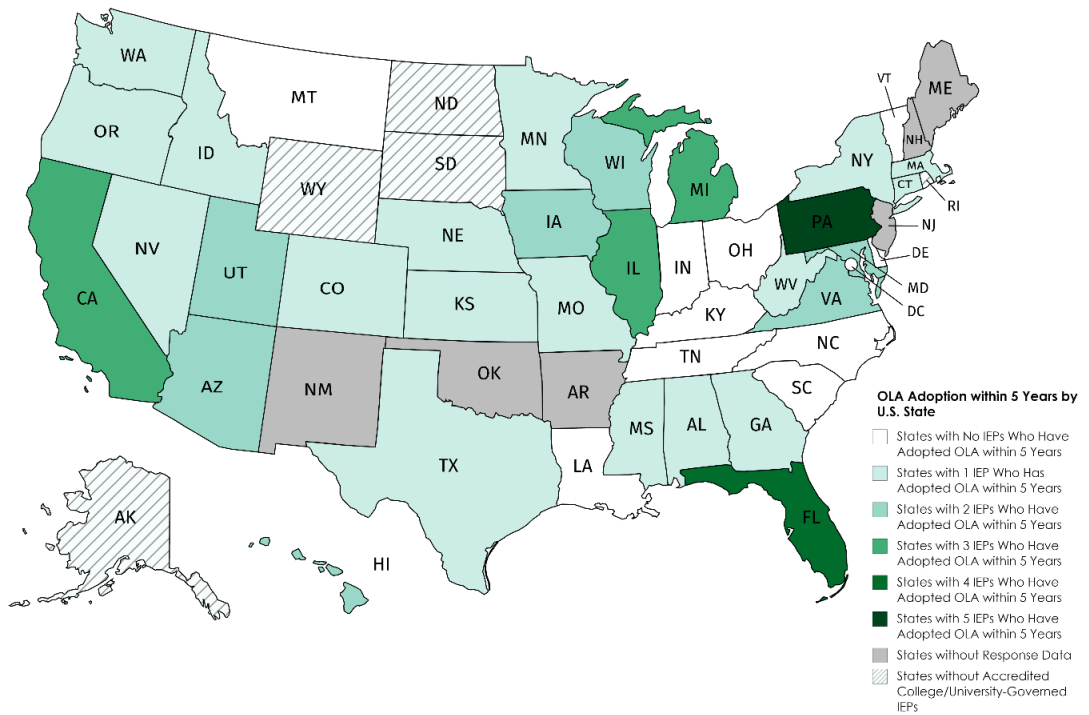 WA
MT
ND
OR
ID
SD
WY
MN
WI
MI
VT
ME
NH
NY
MA
CT
RI
NJ
PA
DE
MD
DC
NV
UT
CO
NE
KS
IA
MO
IL
IN
OH
WV
VA
KY
NC
TN
SC
CA
AZ
NM
OK
AR
TX
LA
MS
AL
GA
FL
AK
HI
OLA Adoption within 5 Years by
U.S. State
States with No IEPs Who Have
Adopted OLA within 5 Years
States with 1 IEP Who Has
Adopted OLA within 5 Years
States with 2 IEPs Who Have
Adopted OLA within 5 Years
States with 3 IEPs Who Have
Adopted OLA within 5 Years
States with 4 IEPs Who Have
Adopted OLA within 5 Years
States with 5 IEPs Who Have
Adopted OLA within 5 Years
States without Response Data
States without Accredited
College/University-Governed
IEPs